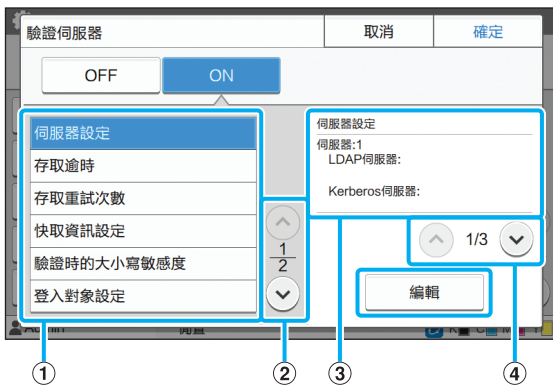 驗證伺服器
取消
確定
OFF
ON
伺服器設定
存取逾時
存取重試次數
快取資訊設定
驗證時的大小寫敏感度
登入對象設定
1
2
伺服器設定
伺服器:1
LDAP伺服器:
Kerberos伺服器:
1/3
編輯
Admin
K
C
M
Y
1
2
3
4